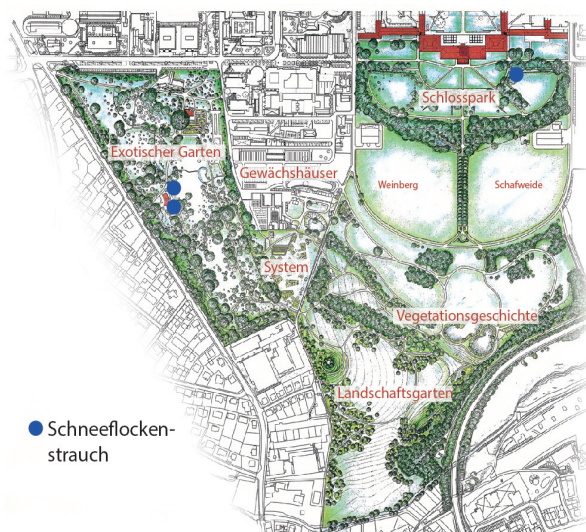 Schlosspark
Exotischer Garten
Gewächshäuser
Weinberg
Schafweide
System
Vegetationsgeschichte
Landschaftsgarten
Schneeflocken-
strauch